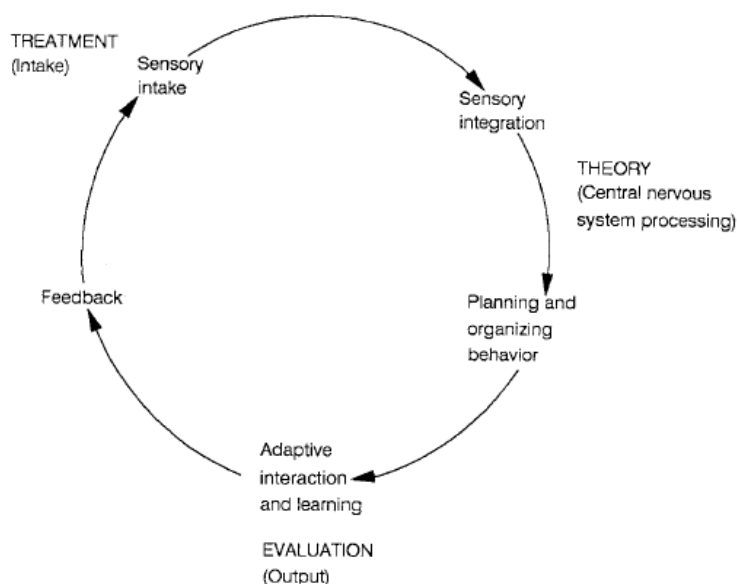 TREATMENT
(Intake)
Sensory
intake
Sensory
integration
THEORY
(Central nervous
system processing)
Planning and
organizing
behavior
Adaptive
interaction
and learning
EVALUATION
(Output)
Feedback